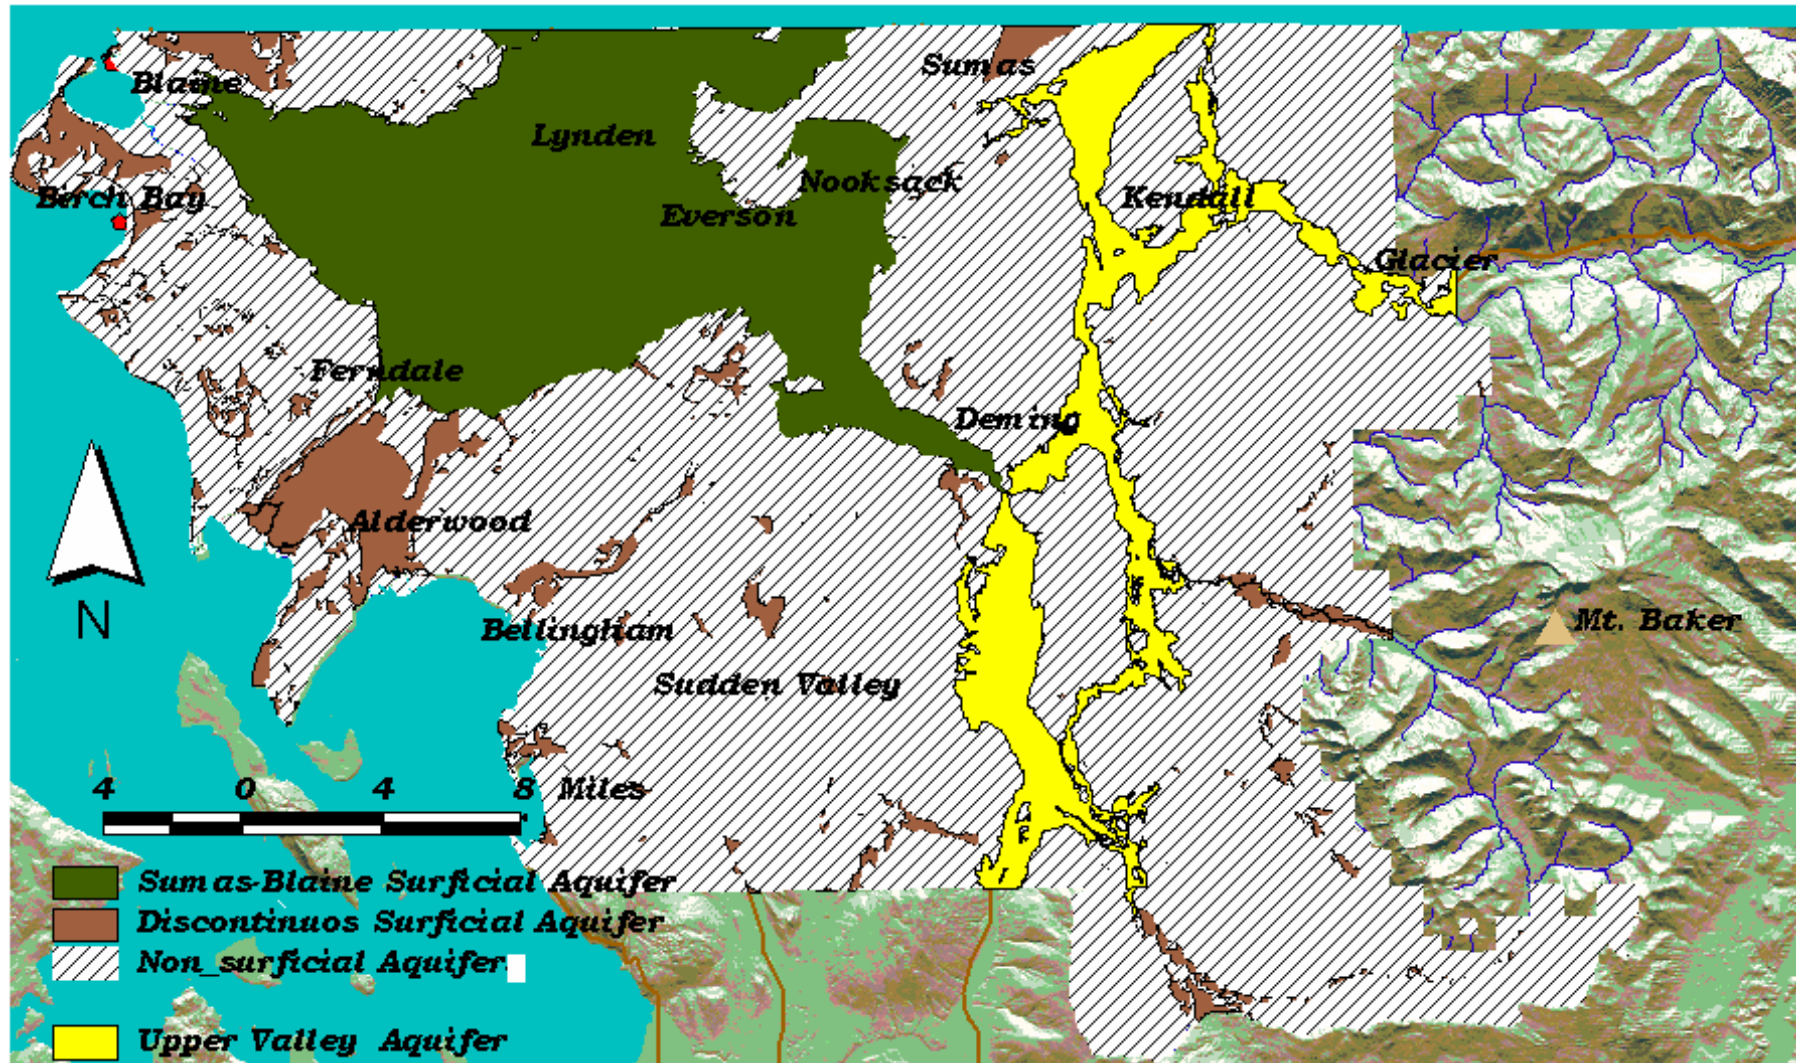 Blaine
Sumas
Lynden
Nooksack
Birch Bay
Everson
Kendall
Glacier
Ferndale
Deming
Alderwood
N
Bellingham
Mt. Baker
Sudden Valley
4 0 4 8 Miles
Sumas-Blaine Surficial Aquifer
Discontinuos Surficial Aquifer
Non_surficial Aquifer
Upper Valley Aquifer